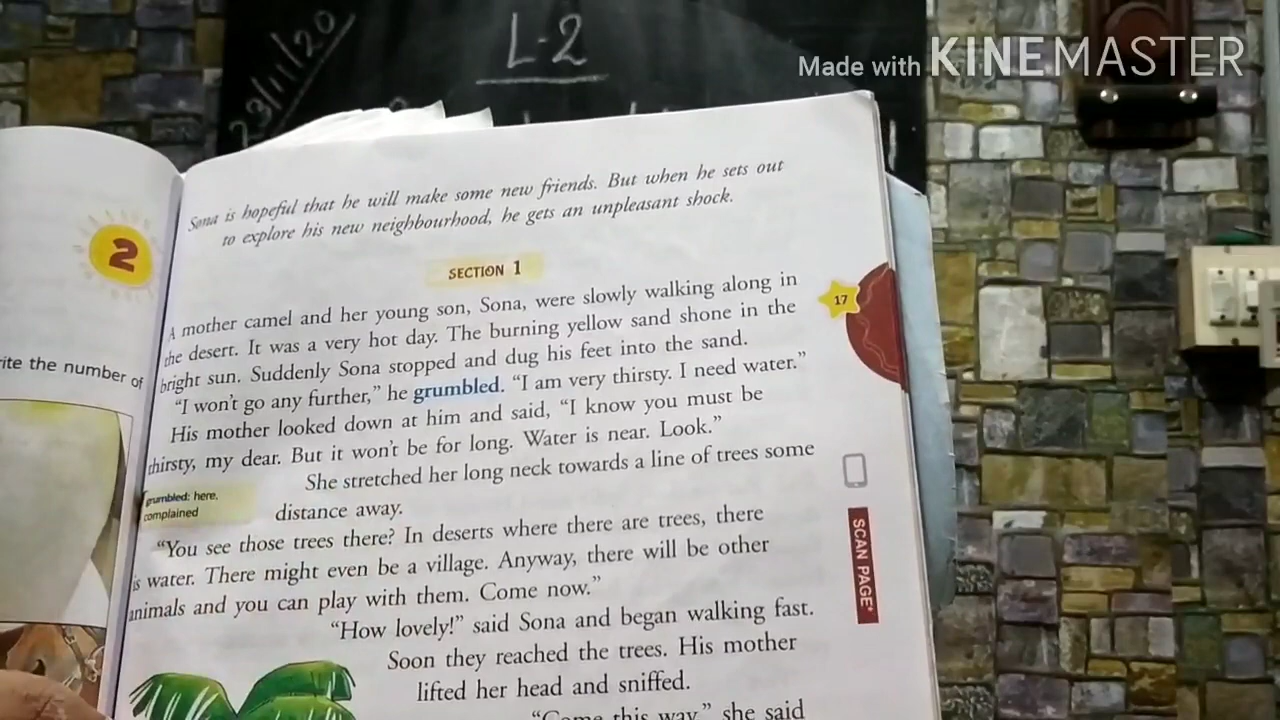 23/11/20
L-2
Made with KINEMASTER
2
rite the number of
Sona is hopeful that he will make some new friends. But when he sets out
to explore his new neighbourhood, he gets an unpleasant shock.
SECTION 1
17
A mother camel and her young son, Sona, were slowly walking along in
the desert. It was a very hot day. The burning yellow sand shone in the
bright sun. Suddenly Sona stopped and dug his feet into the sand.
“I won’t go any further,” he grumbled. “I am very thirsty. I need water.”
His mother looked down at him and said, “I know you must be
thirsty, my dear. But it won’t be for long. Water is near. Look.”
She stretched her long neck towards a line of trees some
distance away.
grumbled: here,
complained
“You see those trees there? In deserts where there are trees, there
is water. There might even be a village. Anyway, there will be other
animals and you can play with them. Come now.”
“How lovely!” said Sona and began walking fast.
Soon they reached the trees. His mother
lifted her head and sniffed.
“Come this way,” she said
SCAN PAGE*